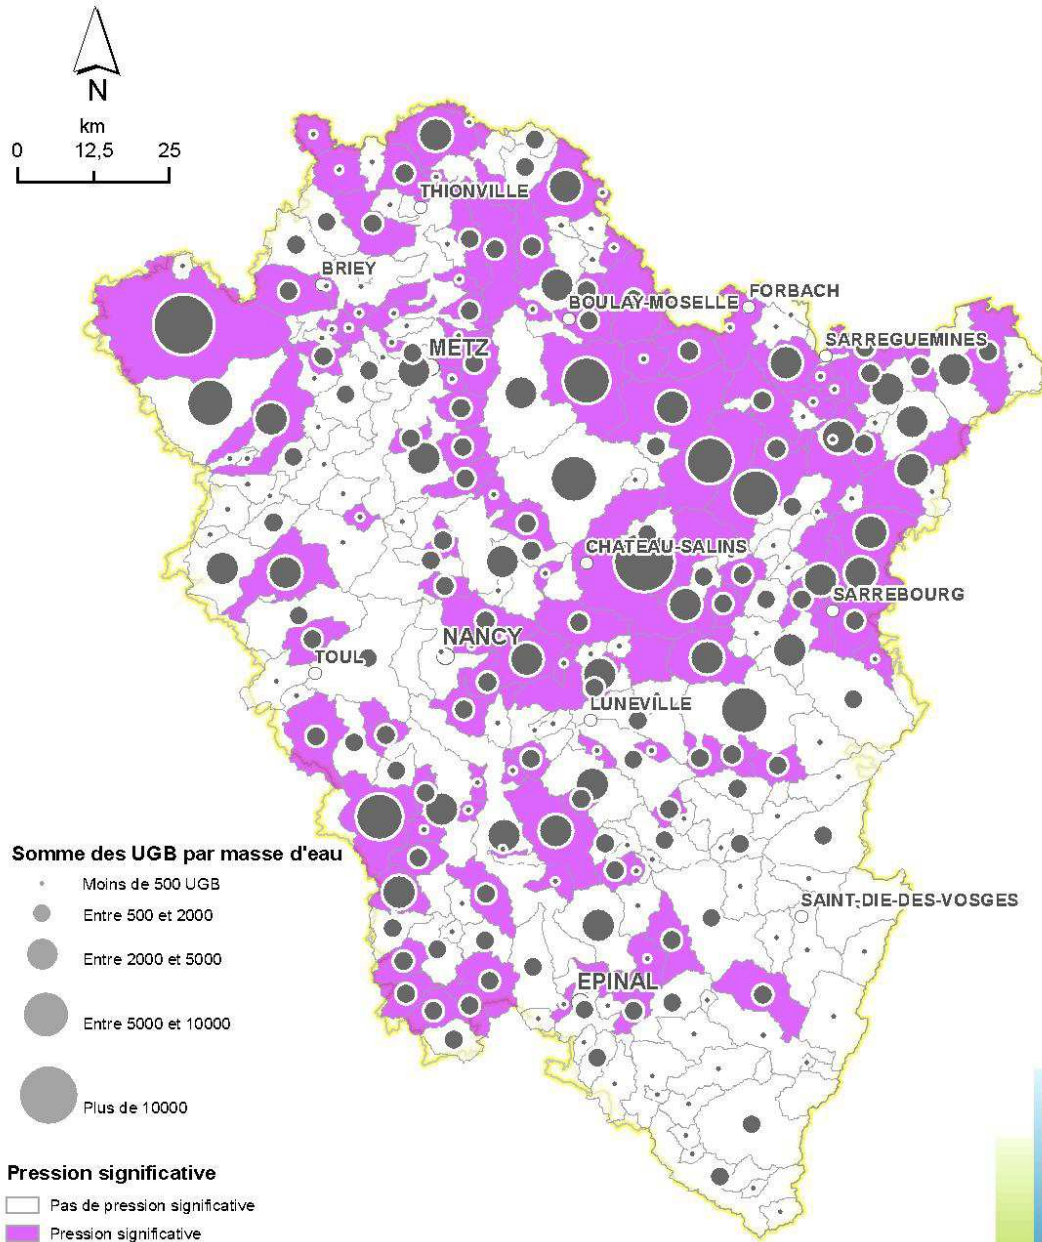 N
km
0 12,5 25
THIONVILLE
BRIEY
BOULAY-MOSELLE
FORBACH
METZ
SARREGUEMINES
CHATEAU-SALINS
SARREBOURG
NANCY
TOUL
LUNEVILLE
Somme des UGB par masse d'eau
Moins de 500 UGB
Entre 500 et 2000
Entre 2000 et 5000
Entre 5000 et 10000
Plus de 10000
SAINT-DIE-DES-VOSGES
EPINAL
Pression significative
Pas de pression significative
Pression significative